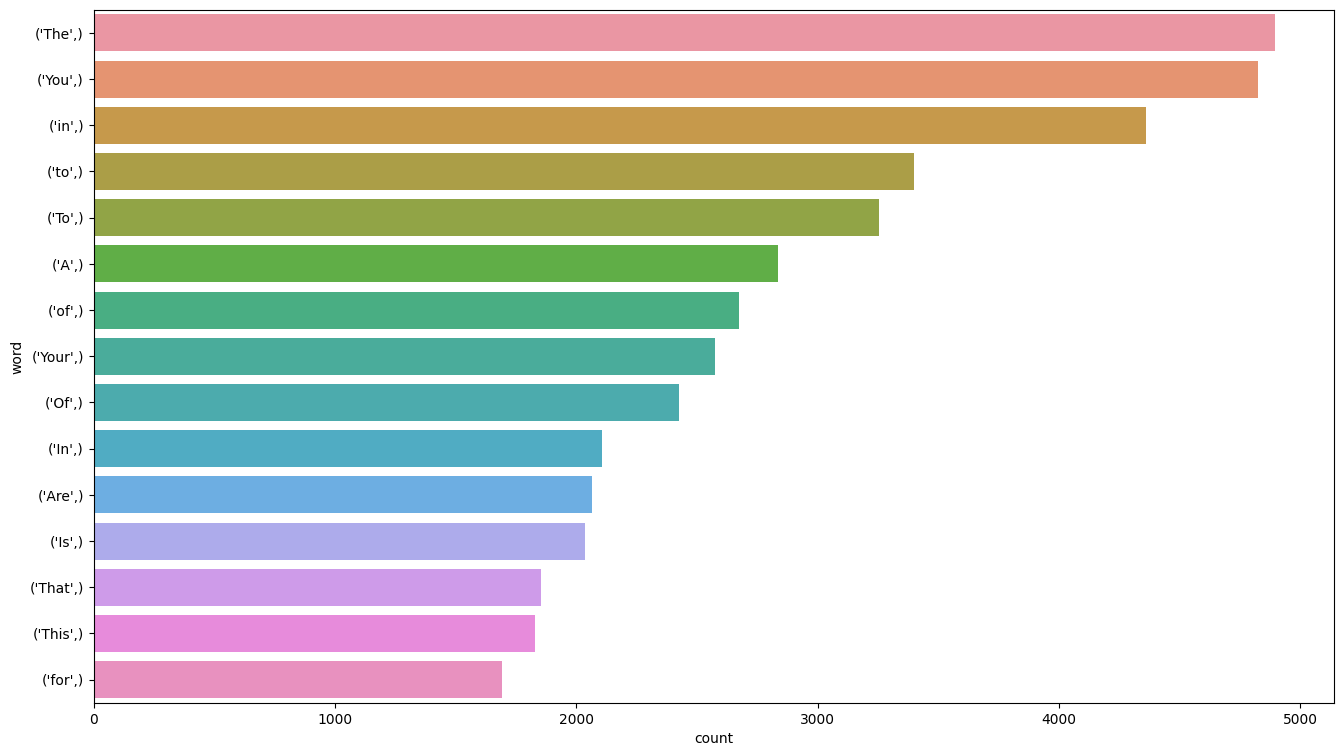 ('The',)
('You',)
('in',)
('to',)
('To',)
('A',)
('of',)
('Your',)
('Of',)
('In',)
('Are',)
('Is',)
('That',)
('This',)
('for',)
word
0 1000 2000 3000 4000 5000
count